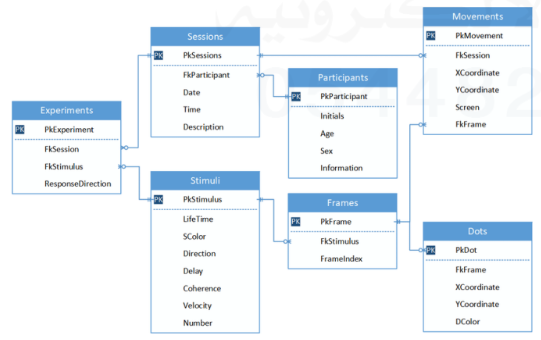 Movements
PK PkMovement
FkSession
XCoordinate
YCoordinate
Screen
FkFrame
Sessions
PK PkSessions
FkParticipant
Date
Time
Description
Participants
PK PkParticipant
Initials
Age
Sex
Information
Experiments
PK PkExperiment
FkSession
FkStimulus
ResponseDirection
Stimuli
PK PkStimulus
LifeTime
SColor
Direction
Delay
Coherence
Velocity
Number
Frames
PK PkFrame
FkStimulus
FrameIndex
Dots
PK PkDot
FkFrame
XCoordinate
YCoordinate
DColor